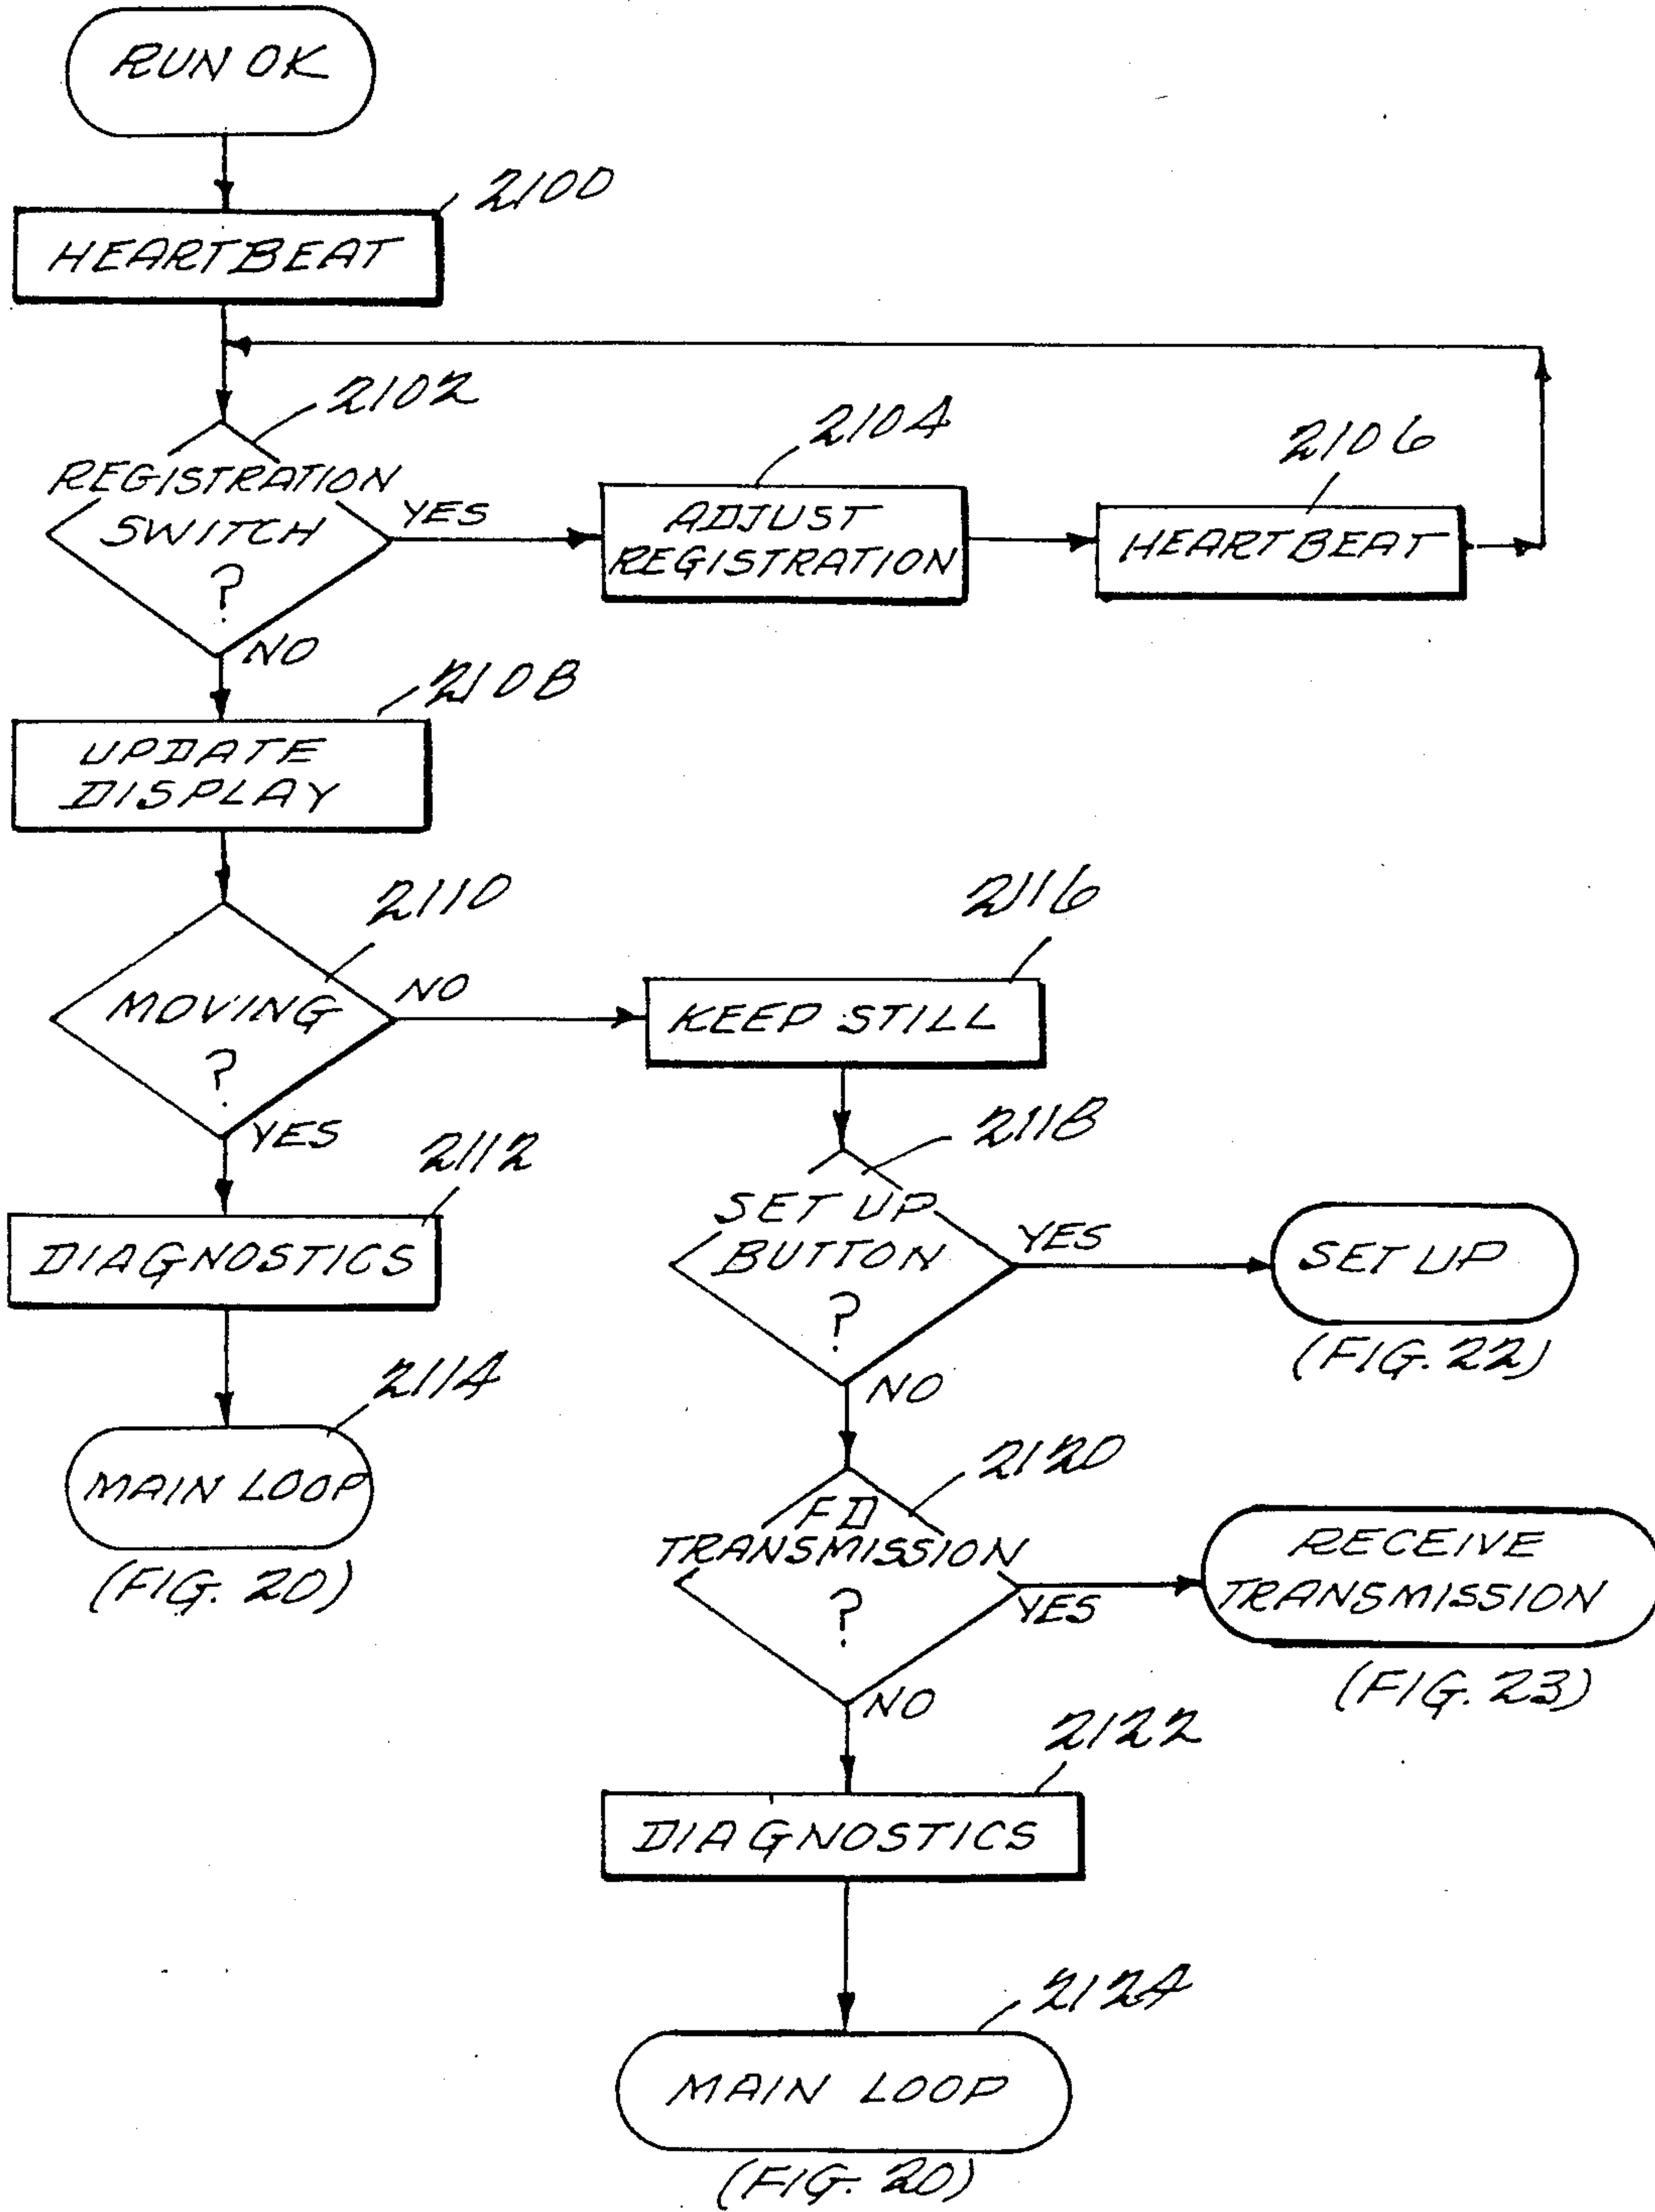 RUN OK
2100
HEARTBEAT
2102
REGISTRATION
SWITCH
?
YES
NO
2104
ADJUST
REGISTRATION
2106
HEARTBEAT
2108
UPDATE
DISPLAY
2110
MOVING
?
NO
YES
2112
DIAGNOSTICS
2114
MAIN LOOP
(FIG. 20)
2116
KEEP STILL
2118
SET UP
BUTTON
?
YES
NO
SET UP
(FIG. 22)
2120
FD
TRANSMISSION
?
YES
NO
RECEIVE
TRANSMISSION
(FIG. 23)
2122
DIAGNOSTICS
2124
MAIN LOOP
(FIG. 20)